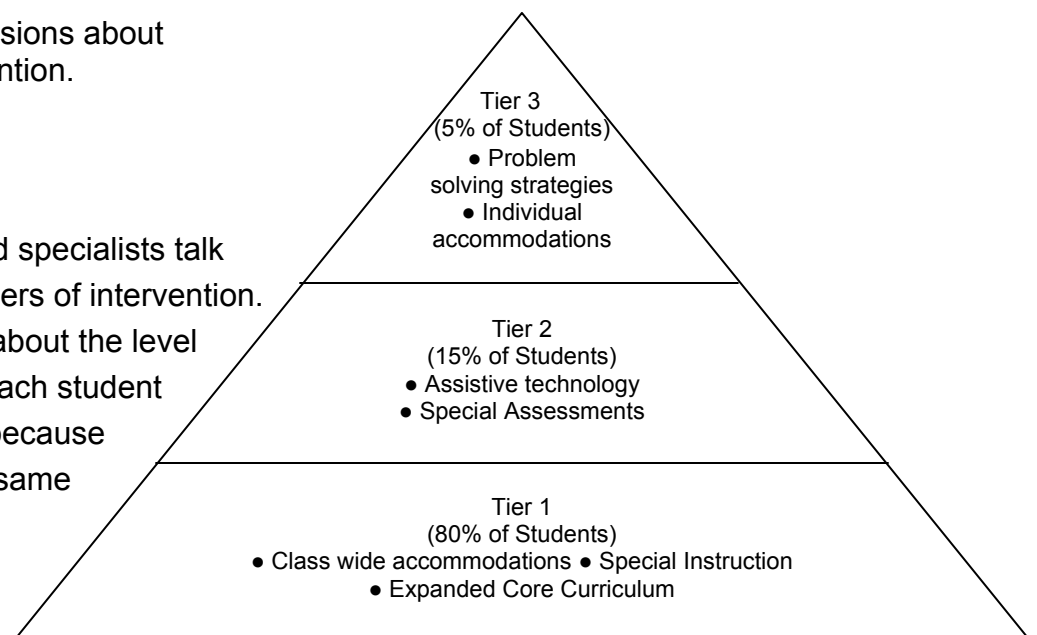 sions about
ntion.
d specialists talk
ers of intervention.
about the level
ach student
because
same
Tier 3
(5% of Students)
● Problem
solving strategies
● Individual
accommodations
Tier 2
(15% of Students)
● Assistive technology
● Special Assessments
Tier 1
(80% of Students)
● Class wide accommodations ● Special Instruction
● Expanded Core Curriculum